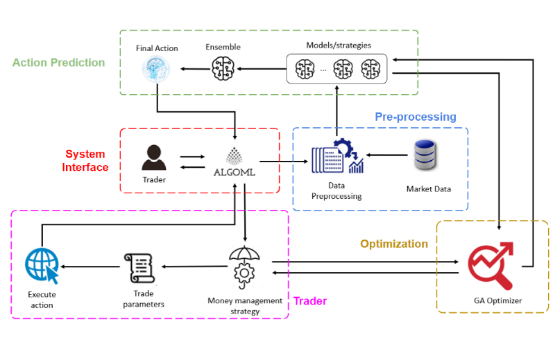 Action Prediction
Final Action
Ensemble
Models/strategies
...
Pre-processing
System
Interface
Trader
ALGOML
Data
Preprocessing
Market Data
Optimization
Execute
action
Trade
parameters
Money management
strategy
Trader
GA Optimizer